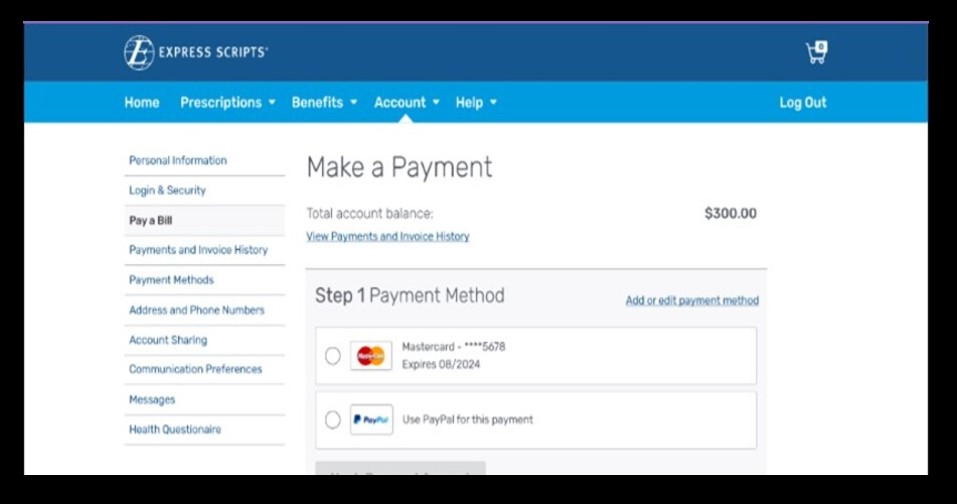 EXPRESS SCRIPTS®
0
Home Prescriptions Benefits Account Help Log Out
Personal Information
Login & Security
Pay a Bill
Payments and Invoice History
Payment Methods
Address and Phone Numbers
Account Sharing
Communication Preferences
Messages
Health Questionaire
Make a Payment
Total account balance: $300.00
View Payments and Invoice History
Step 1 Payment Method Add or edit payment method
MasterCard
Mastercard - ****5678
Expires 08/2024
PayPal Use PayPal for this payment